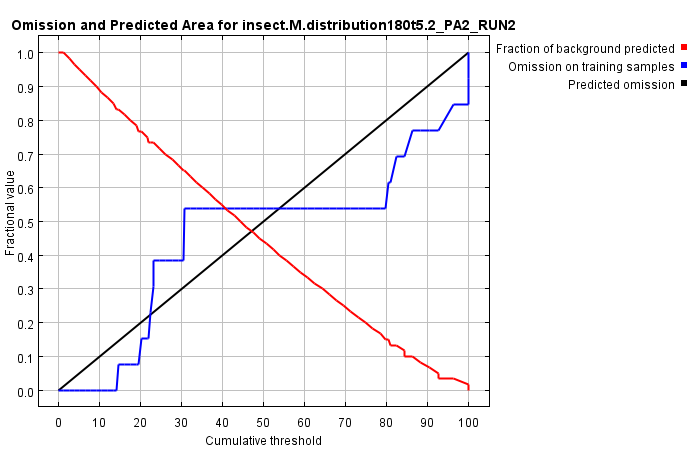 Omission and Predicted Area for insect.M.distribution180t5.2_PA2_RUN2
Fraction of background predicted
Omission on training samples
Predicted omission
1.0
0.9
0.8
0.7
0.6
0.5
0.4
0.3
0.2
0.1
0.0
Fractional value
0 10 20 30 40 50 60 70 80 90 100
Cumulative threshold